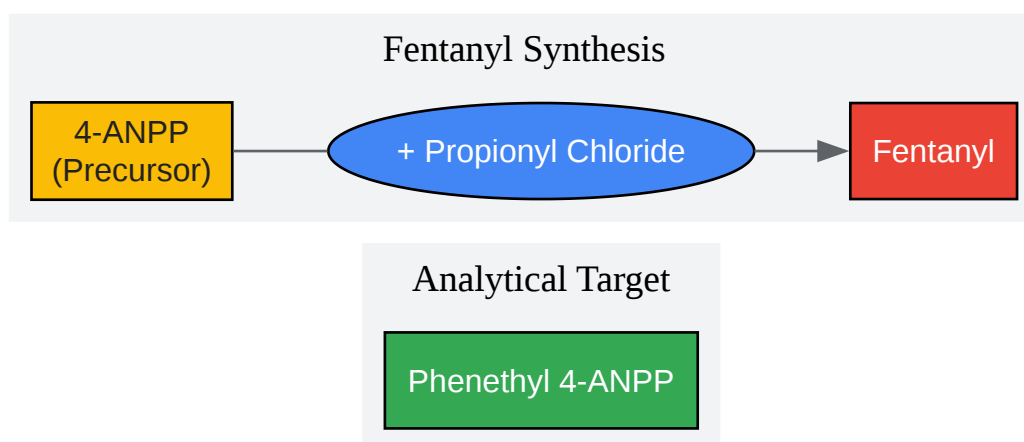 Fentanyl Synthesis
4-ANPP
(Precursor)
+ Propionyl Chloride
Fentanyl
Analytical Target
Phenethyl 4-ANPP